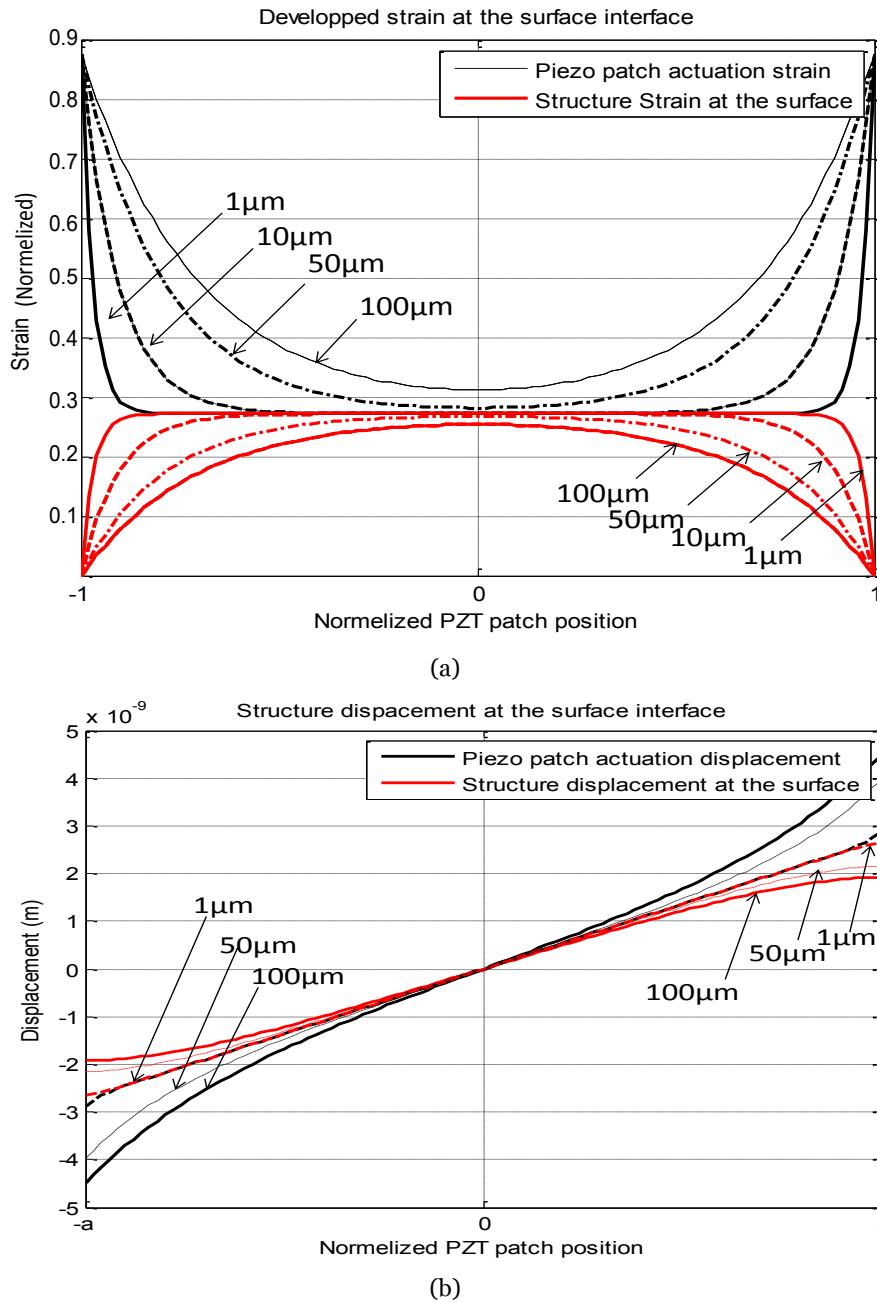 Developped strain at the surface interface
0.9
0.8
0.7
0.6
0.5
0.4
0.3
0.2
0.1
Strain (Normelized)
Piezo patch actuation strain
Structure Strain at the surface
1µm
10µm
50µm
100µm
100µm
50µm
10µm
1µm
-1
0
1
Normelized PZT patch position
(a)
x 10-9
Structure dispacement at the surface interface
5
4
3
2
1
0
-1
-2
-3
-4
-5
Displacement (m)
Piezo patch actuation displacement
Structure displacement at the surface
1µm
50µm
100µm
1µm
50µm
100µm
-a
0
Normelized PZT patch position
(b)